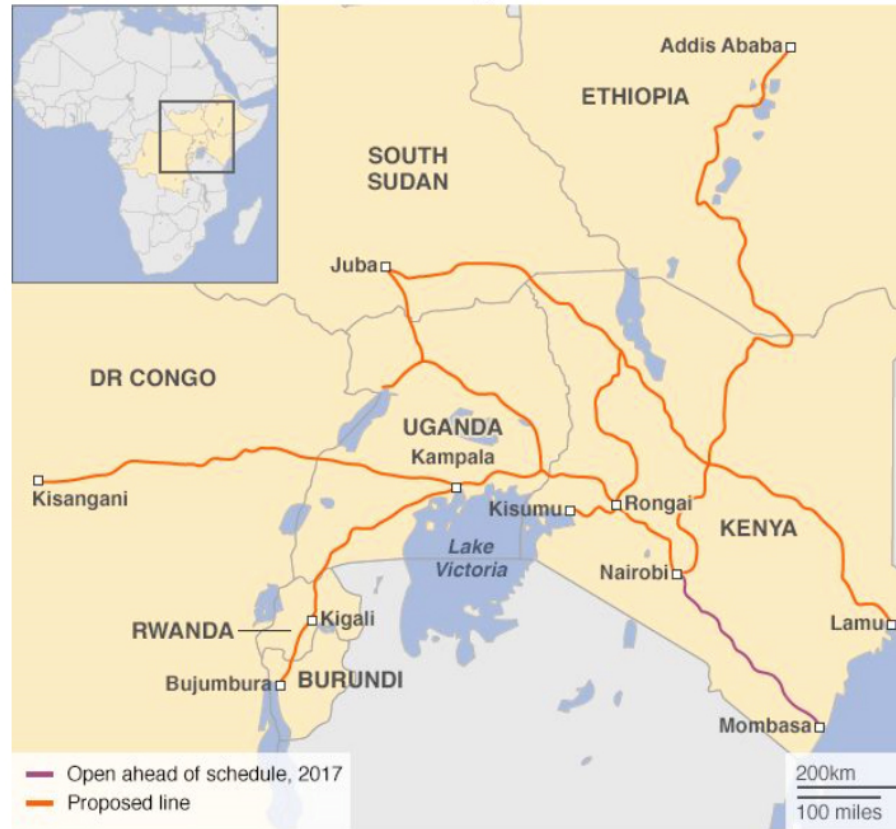 Addis Ababa
ETHIOPIA
SOUTH
SUDAN
Juba
DR CONGO
UGANDA
Kampala
Kisangani
Kisumu
Rongai
KENYA
Lake
Victoria
Nairobi
Kigali
Lamu
RWANDA
Bujumbura
BURUNDI
Mombasa
Open ahead of schedule, 2017
Proposed line
200km
100 miles